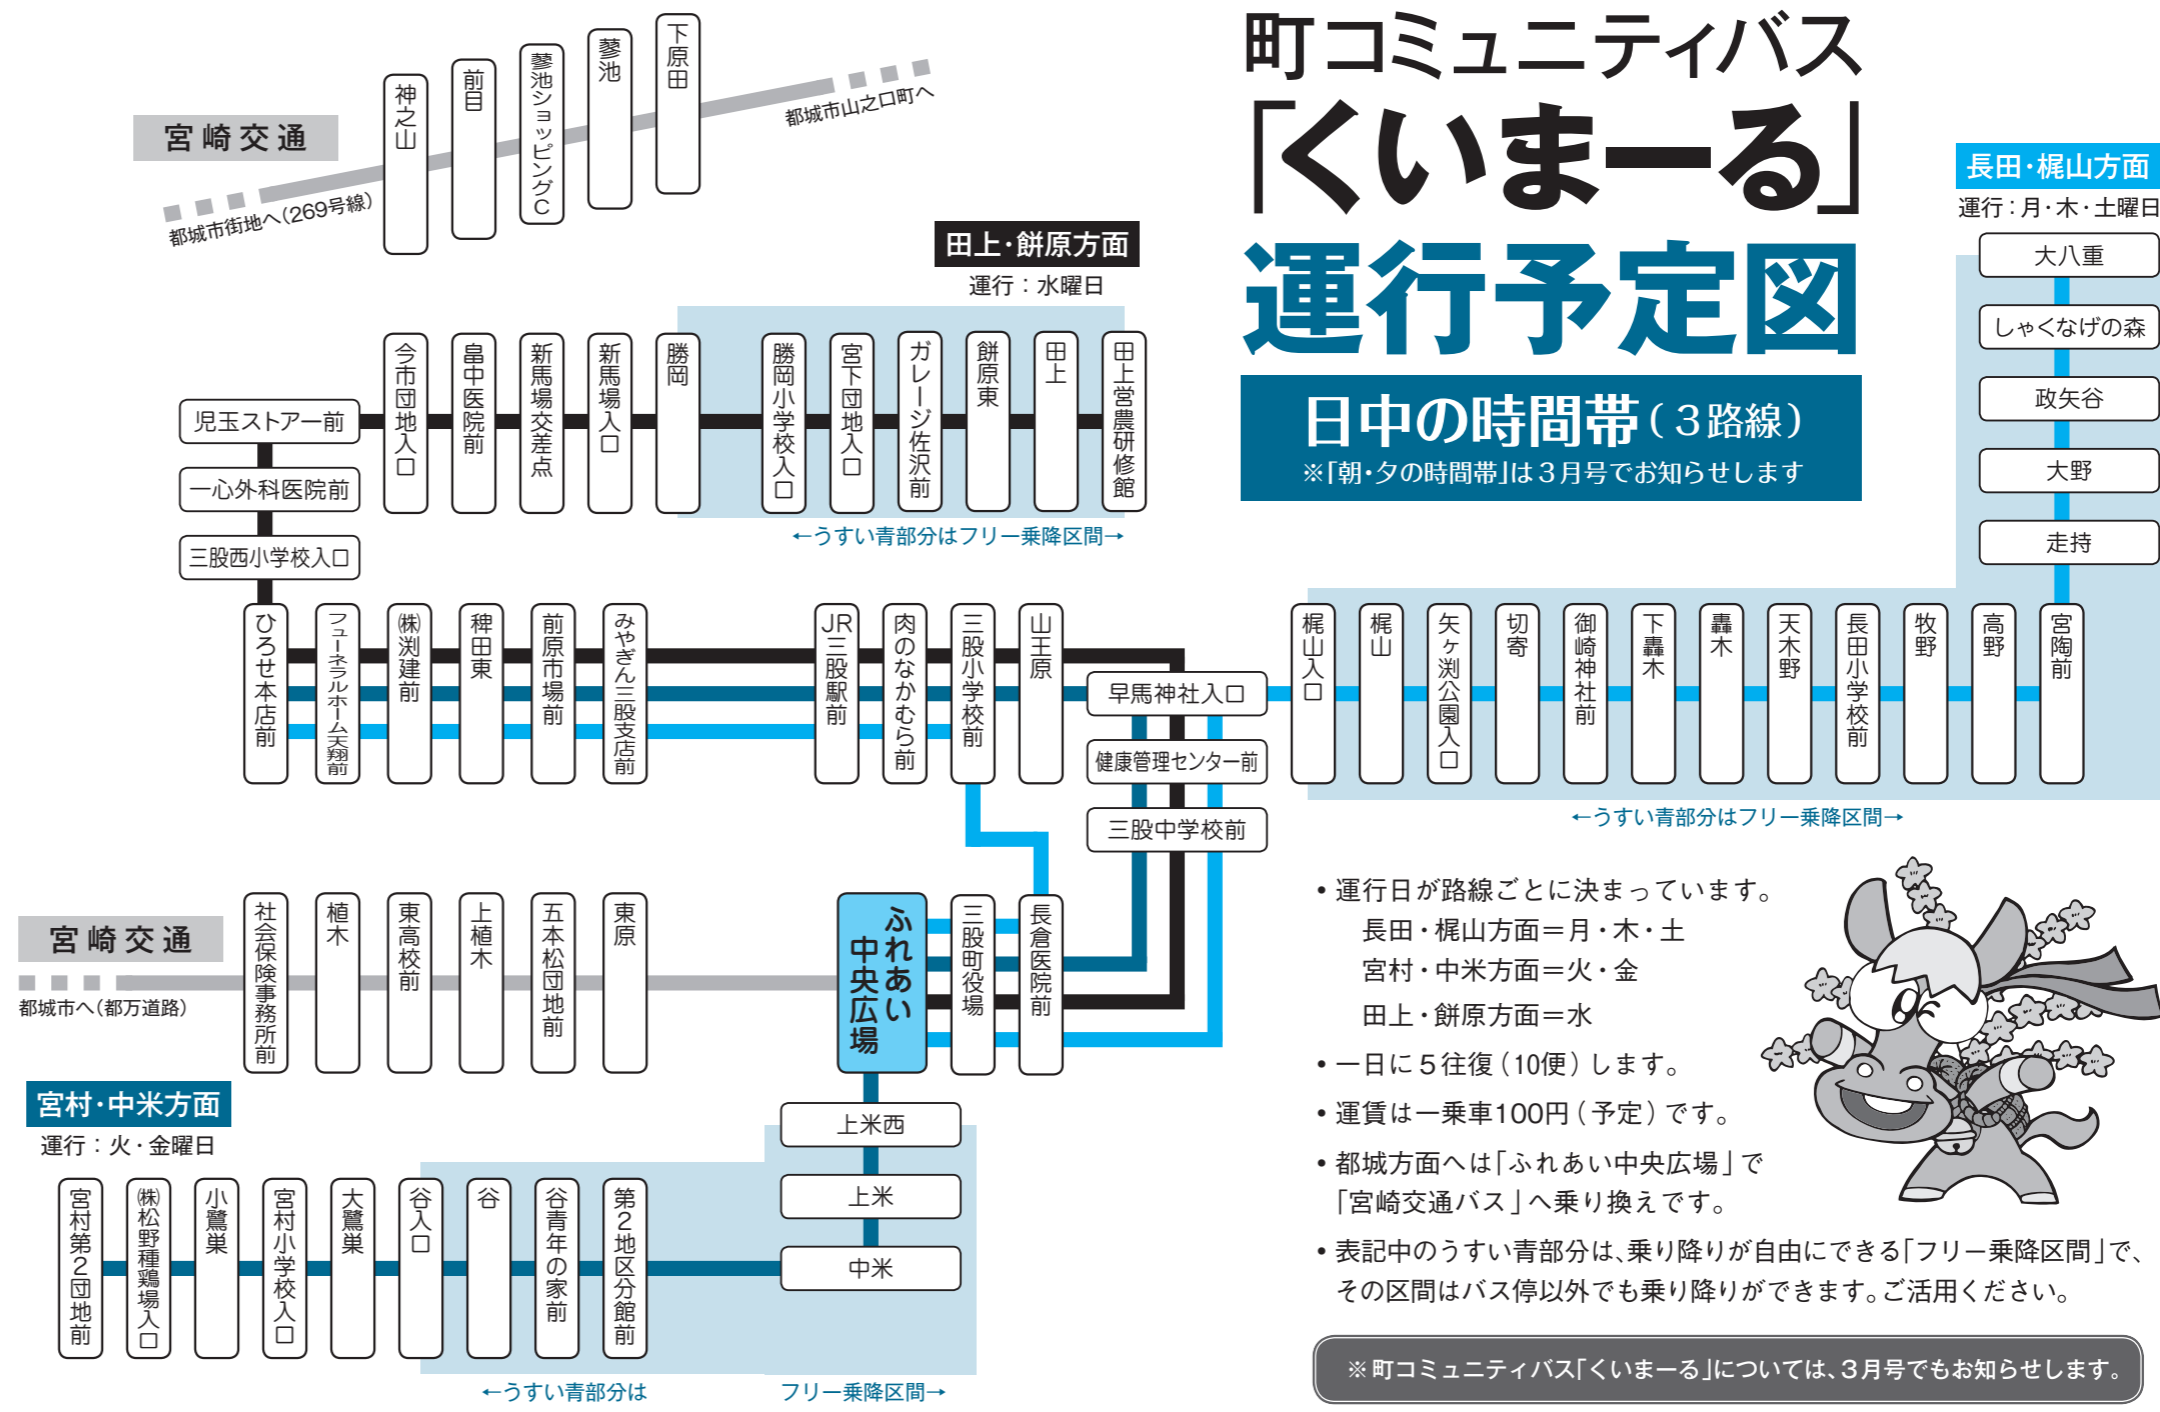 町コミュニティバス
「くいまーる」
運行予定図
日中の時間帯（３路線）
※「朝・夕の時間帯」は３月号でお知らせします
宮崎交通
都城市街地へ（269号線）
神之山
前目
蓼池ショッピングC
蓼池
下原田
都城市山之口町へ
田上・餅原方面
運行：水曜日
児玉ストアー前
一心外科医院前
三股西小学校入口
今市団地入口
畠中医院前
新馬場交差点
新馬場入口
勝岡
勝岡小学校入口
宮下団地入口
ガレージ佐沢前
餅原東
田上
田上営農研修館
←うすい青部分はフリー乗降区間→
長田・梶山方面
運行：月・木・土曜日
大八重
しゃくなげの森
政矢谷
大野
走持
ひろせ本店前
フューネラルホーム天翔前
㈱渕建前
稗田東
前原市場前
みやぎん三股支店前
JR三股駅前
肉のなかむら前
三股小学校前
山王原
早馬神社入口
健康管理センター前
三股中学校前
梶山入口
梶山
矢ヶ渕公園入口
切寄
御崎神社前
下轟木
轟木
天木野
長田小学校前
牧野
高野
宮陶前
←うすい青部分はフリー乗降区間→
宮崎交通
都城市へ（都万道路）
社会保険事務所前
植木
東高校前
上植木
五本松団地前
東原
ふれあい
中央広場
三股町役場
長倉医院前
宮村・中米方面
運行：火・金曜日
宮村第２団地前
㈱松野種鶏場入口
小鷺巣
宮村小学校入口
大鷺巣
谷入口
谷
谷青年の家前
第２地区分館前
上米西
上米
中米
←うすい青部分は
フリー乗降区間→
・運行日が路線ごとに決まっています。
長田・梶山方面＝月・木・土
宮村・中米方面＝火・金
田上・餅原方面＝水
・一日に５往復（10便）します。
・運賃は一乗車100円（予定）です。
・都城方面へは「ふれあい中央広場」で
「宮崎交通バス」へ乗り換えです。
・表記中のうすい青部分は、乗り降りが自由にできる「フリー乗降区間」で、
その区間はバス停以外でも乗り降りができます。ご活用ください。
※町コミュニティバス「くいまーる」については、３月号でもお知らせします。